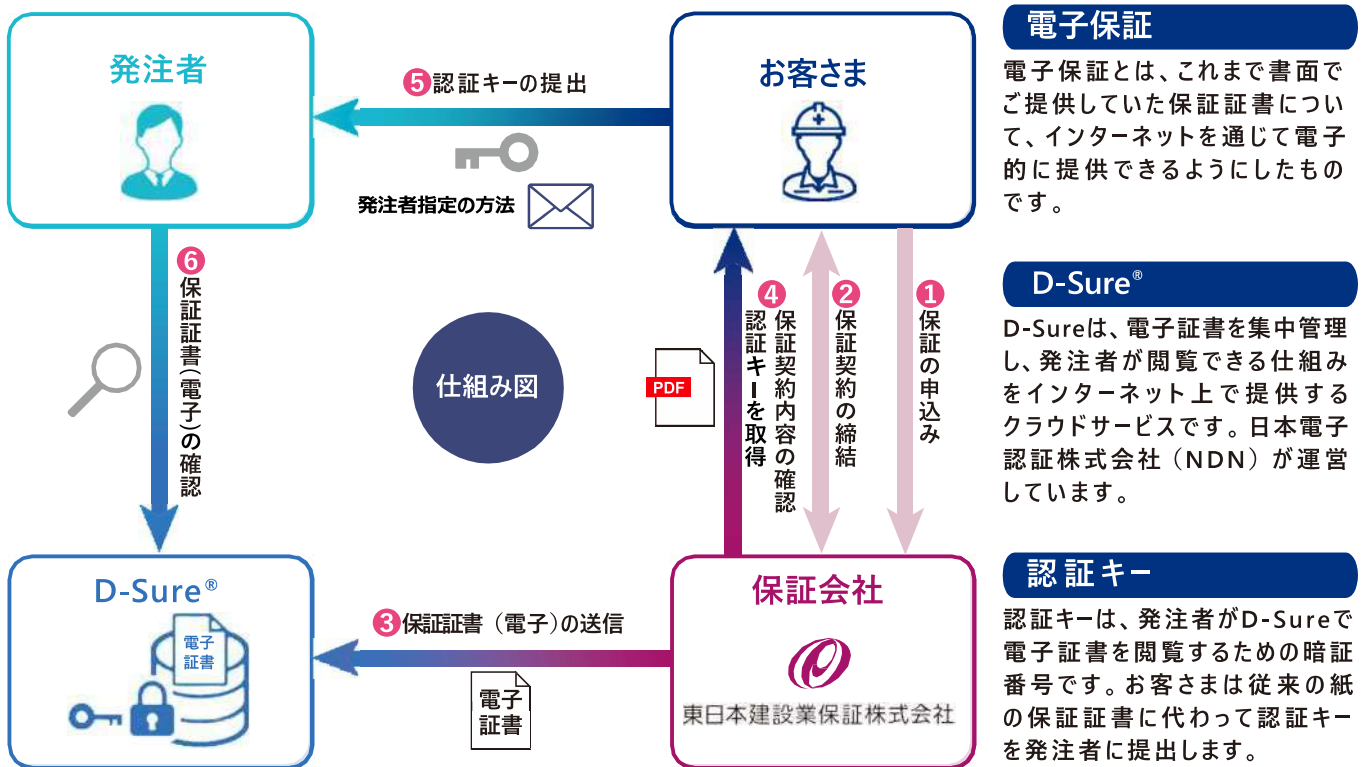 発注者
❺認証キーの提出
発注者指定の方法
お客さま
❻保証証書(電子)の確認
仕組み図
PDF
❹保証契約内容の確認
認証キーを取得
❷保証契約の締結
❶保証の申込み
D-Sure®
電子
証書
❸保証証書（電子)の送信
電子
証書
保証会社
東日本建設業保証株式会社
電子保証
電子保証とは、これまで書面で
ご提供していた保証証書につい
て、インターネットを通じて電子
的に提供できるようにしたもの
です。
D-Sure®
D-Sureは、電子証書を集中管理
し、発注者が閲覧できる仕組み
をインターネット上で提供する
クラウドサービスです。日本電子
認証株式会社（NDN）が運営
しています。
認証キー
認証キーは、発注者がD-Sureで
電子証書を閲覧するための暗証
番号です。お客さまは従来の紙
の保証証書に代わって認証キー
を発注者に提出します。